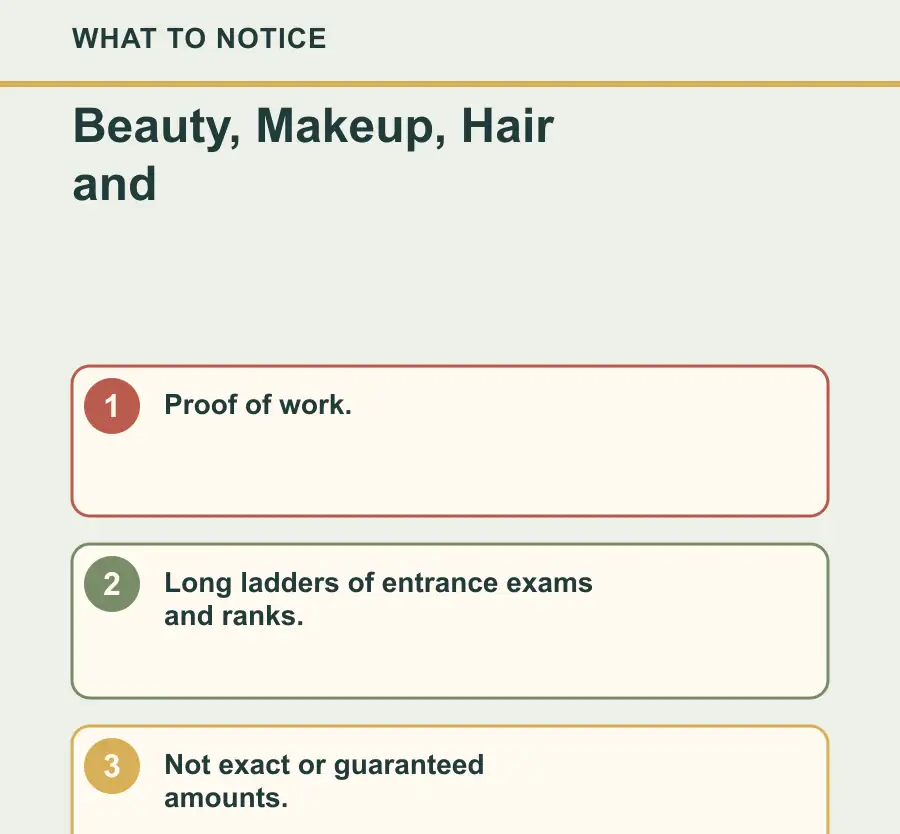 WHAT TO NOTICE
Beauty, Makeup, Hair
and
1
Proof of work.
2
Long ladders of entrance exams
and ranks.
3
Not exact or guaranteed
amounts.